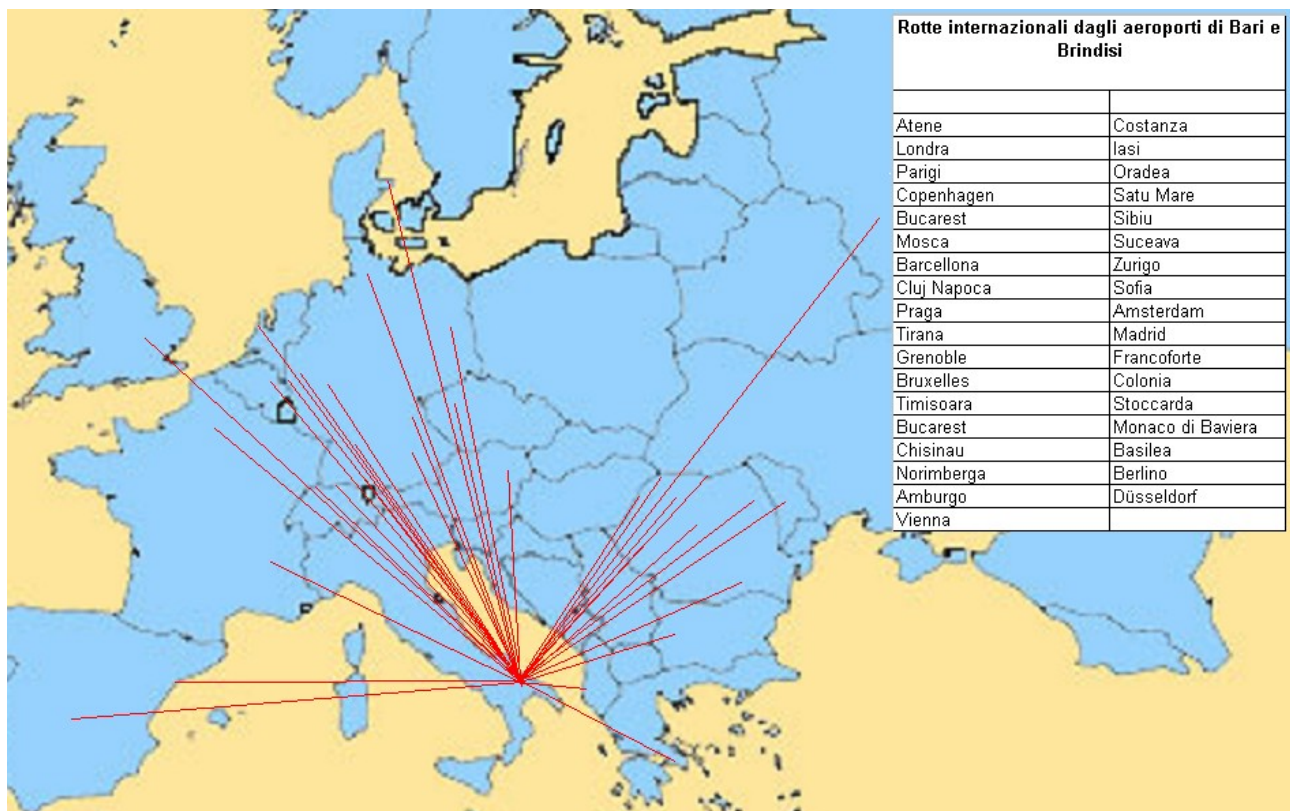 Rotte internazionali dagli aeroporti di Bari e
Brindisi
Atene Costanza
Londra Iasi
Parigi Oradea
Copenhagen Satu Mare
Bucarest Sibiu
Mosca Suceava
Barcellona Zurigo
Cluj Napoca Sofia
Praga Amsterdam
Tirana Madrid
Grenoble Francoforte
Bruxelles Colonia
Timisoara Stoccarda
Bucarest Monaco di Baviera
Chisinau Basilea
Norimberga Berlino
Amburgo Düsseldorf
Vienna